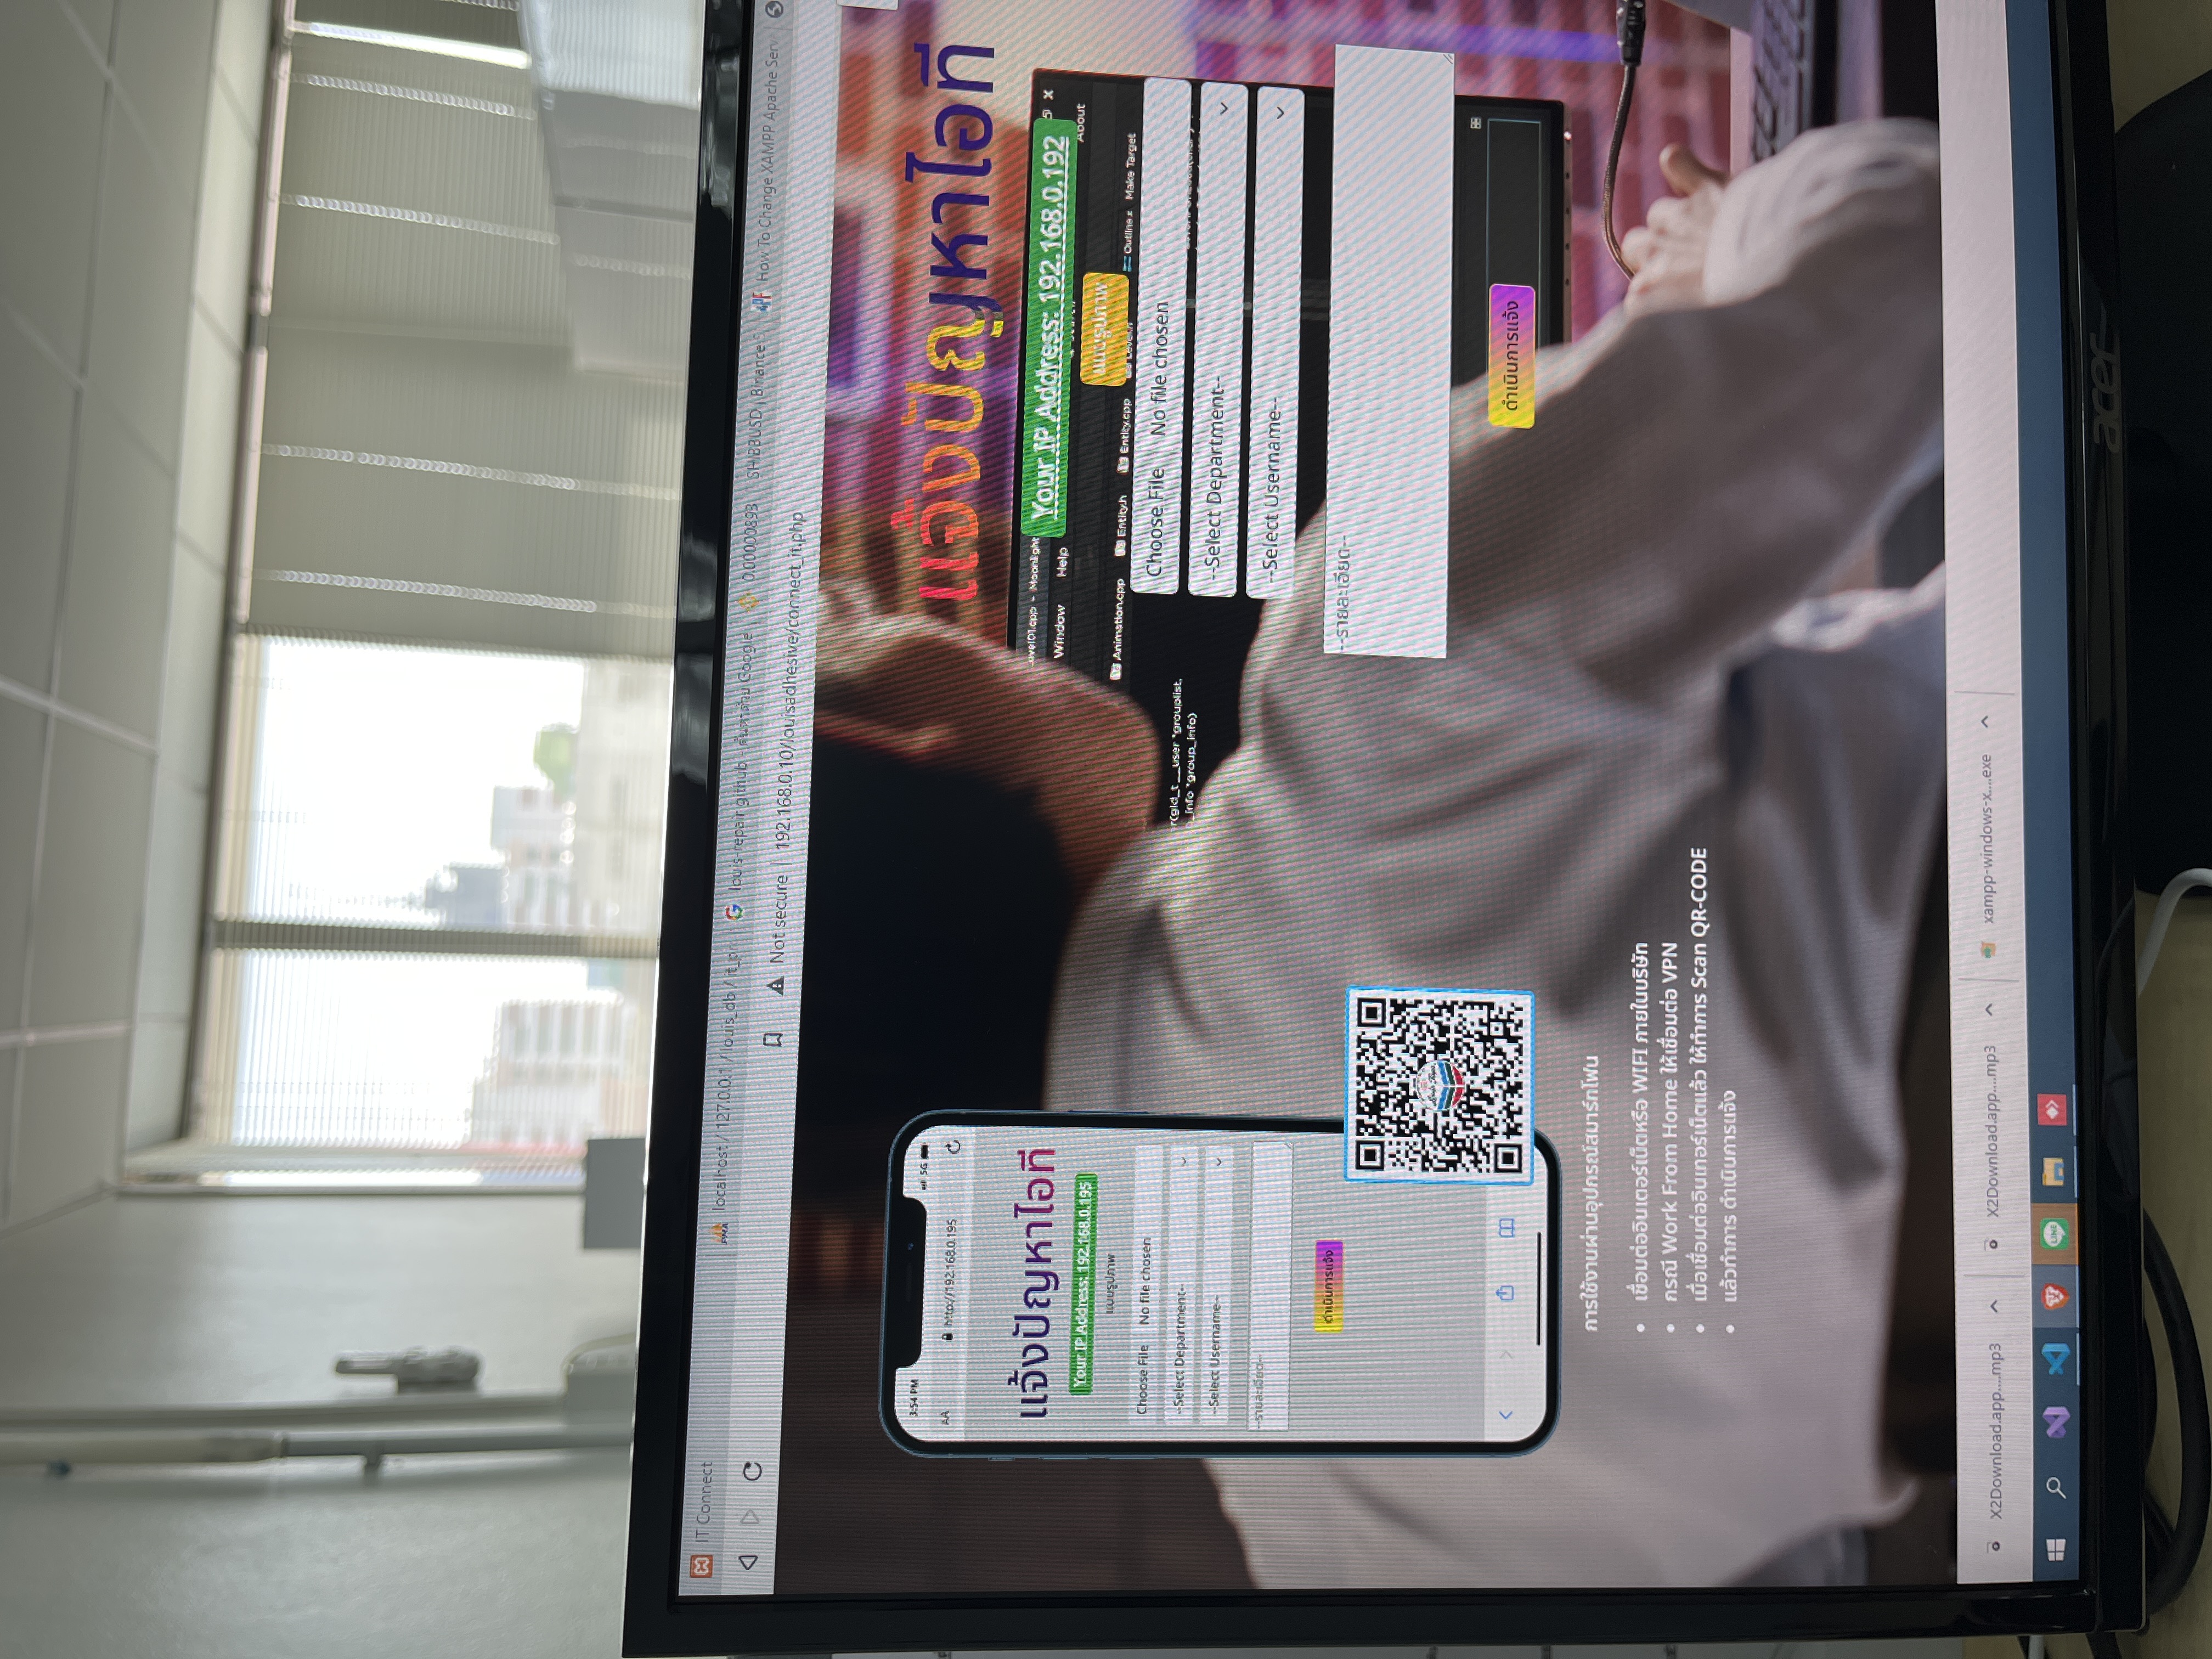 IT Connect
localhost / 127.0.0.1 / louis_db / it_pr
louis-repair github - ค้นหาด้วย Google
0.00000893
SHIBBUSD | Binance S
How To Change XAMPP Apache Serv
Not secure
192.168.0.10/louisadhesive/connect_it.php
3:54 PM
5G
AA
http://192.168.0.195
แจ้งปัญหาไอที
Your IP Address: 192.168.0.195
แนบรูปภาพ
Choose File
No file chosen
--Select Department--
--Select Username--
--รายละเอียด--
ดำเนินการแจ้ง
การใช้งานผ่านอุปกรณ์สมาร์ทโฟน
เชื่อมต่ออินเตอร์เน็ตหรือ WIFI ภายในบริษัท
กรณี Work From Home ให้เชื่อมต่อ VPN
เมื่อเชื่อมต่ออินเทอร์เน็ตแล้ว ให้ทำการ Scan QR-CODE
แล้วทำการ ดำเนินการแจ้ง
แจ้งปัญหาไอที
Level01.cpp - Moonlight
Your IP Address: 192.168.0.192
Window
Help
About
แนบรูปภาพ
Animation.cpp
Entity.h
Entity.cpp
Level.h
Outline
Make Target
r(gid_t __user *grouplist,
_info *group_info)
Choose File
No file chosen
--Select Department--
--Select Username--
--รายละเอียด--
ดำเนินการแจ้ง
X2Download.app....mp3
X2Download.app....mp3
xampp-windows-x....exe
LINE
acer